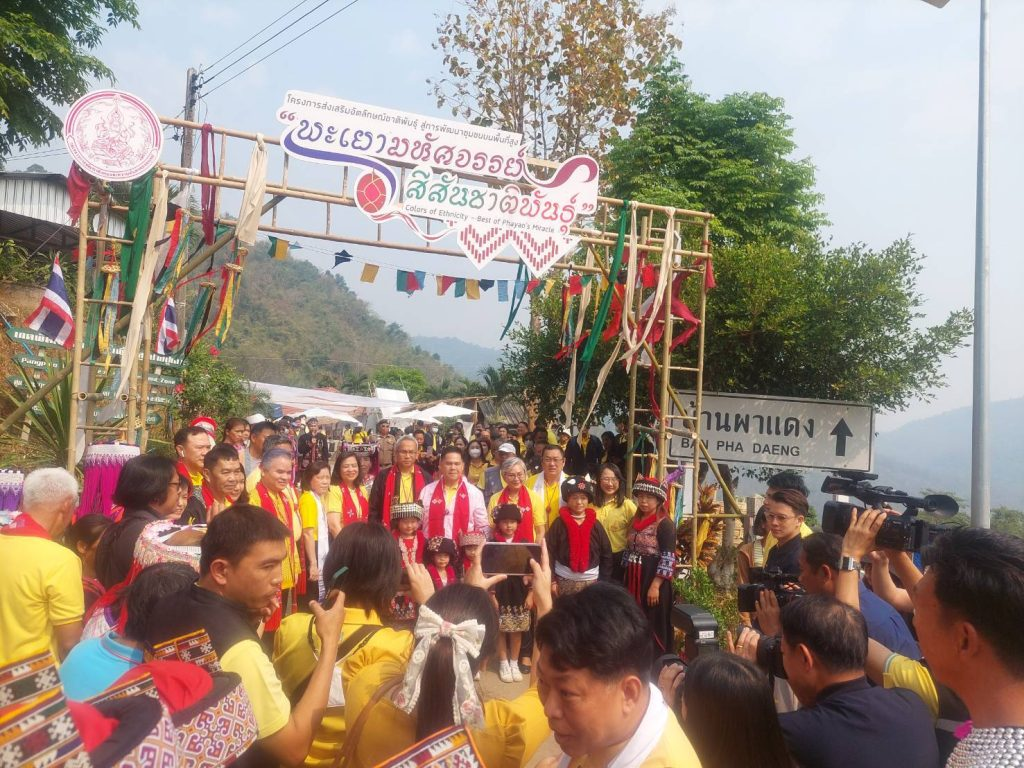 โครงการส่งเสริมอัตลักษณ์ชาติพันธุ์ สู่การพัฒนาชุมชนบนพื้นที่สูง
“พะเยามหัศจรรย์
สีสันชาติพันธุ์”
Colors of Ethnicity - Best of Phayao's Miracle
บ้านผาแดง
BAN PHA DAENG